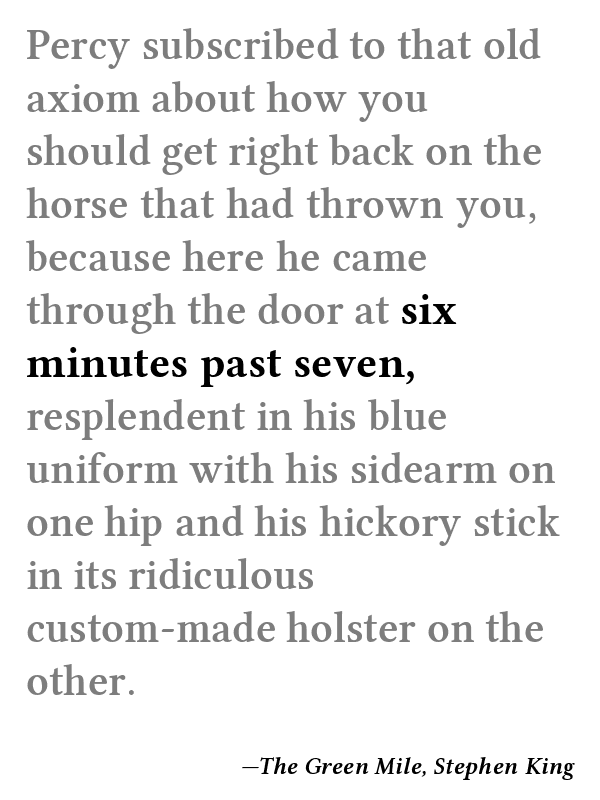 Percy subscribed to that old
axiom about how you
should get right back on the
horse that had thrown you,
because here he came
through the door at six
minutes past seven,
resplendent in his blue
uniform with his sidearm on
one hip and his hickory stick
in its ridiculous
custom-made holster on the
other.
—The Green Mile, Stephen King